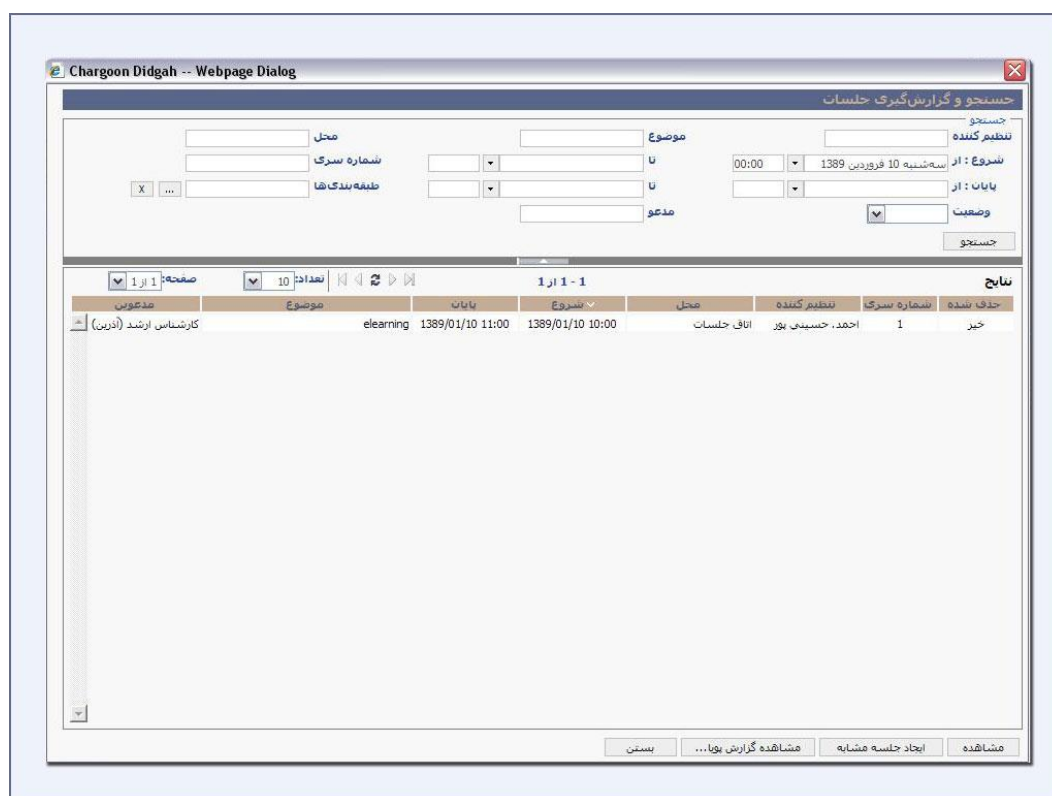 Chargoon Didgah -- Webpage Dialog
جستجو و گزارش‌گیری جلسات
جستجو
تنظیم کننده موضوع محل
شروع : از سه‌شنبه 10 فروردین 1389 00:00 تا شماره سری
پایان : از تا طبقه‌بندی‌ها ... X
وضعیت مدعو
جستجو
نتایج 1 - 1 از 1 تعداد: 10 صفحه: 1 از 1
حذف شده شماره سری تنظیم کننده محل شروع پایان موضوع مدعوین
خیر 1 احمد، حسینی پور اتاق جلسات 1389/01/10 10:00 1389/01/10 11:00 elearning کارشناس ارشد (آذرین)
مشاهده ایجاد جلسه مشابه مشاهده گزارش پویا... بستن